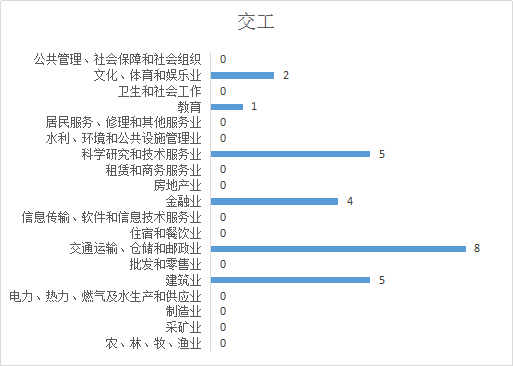 交工
公共管理、社会保障和社会组织 0
文化、体育和娱乐业 2
卫生和社会工作 0
教育 1
居民服务、修理和其他服务业 0
水利、环境和公共设施管理业 0
科学研究和技术服务业 5
租赁和商务服务业 0
房地产业 0
金融业 4
信息传输、软件和信息技术服务业 0
住宿和餐饮业 0
交通运输、仓储和邮政业 8
批发和零售业 0
建筑业 5
电力、热力、燃气及水生产和供应业 0
制造业 0
采矿业 0
农、林、牧、渔业 0